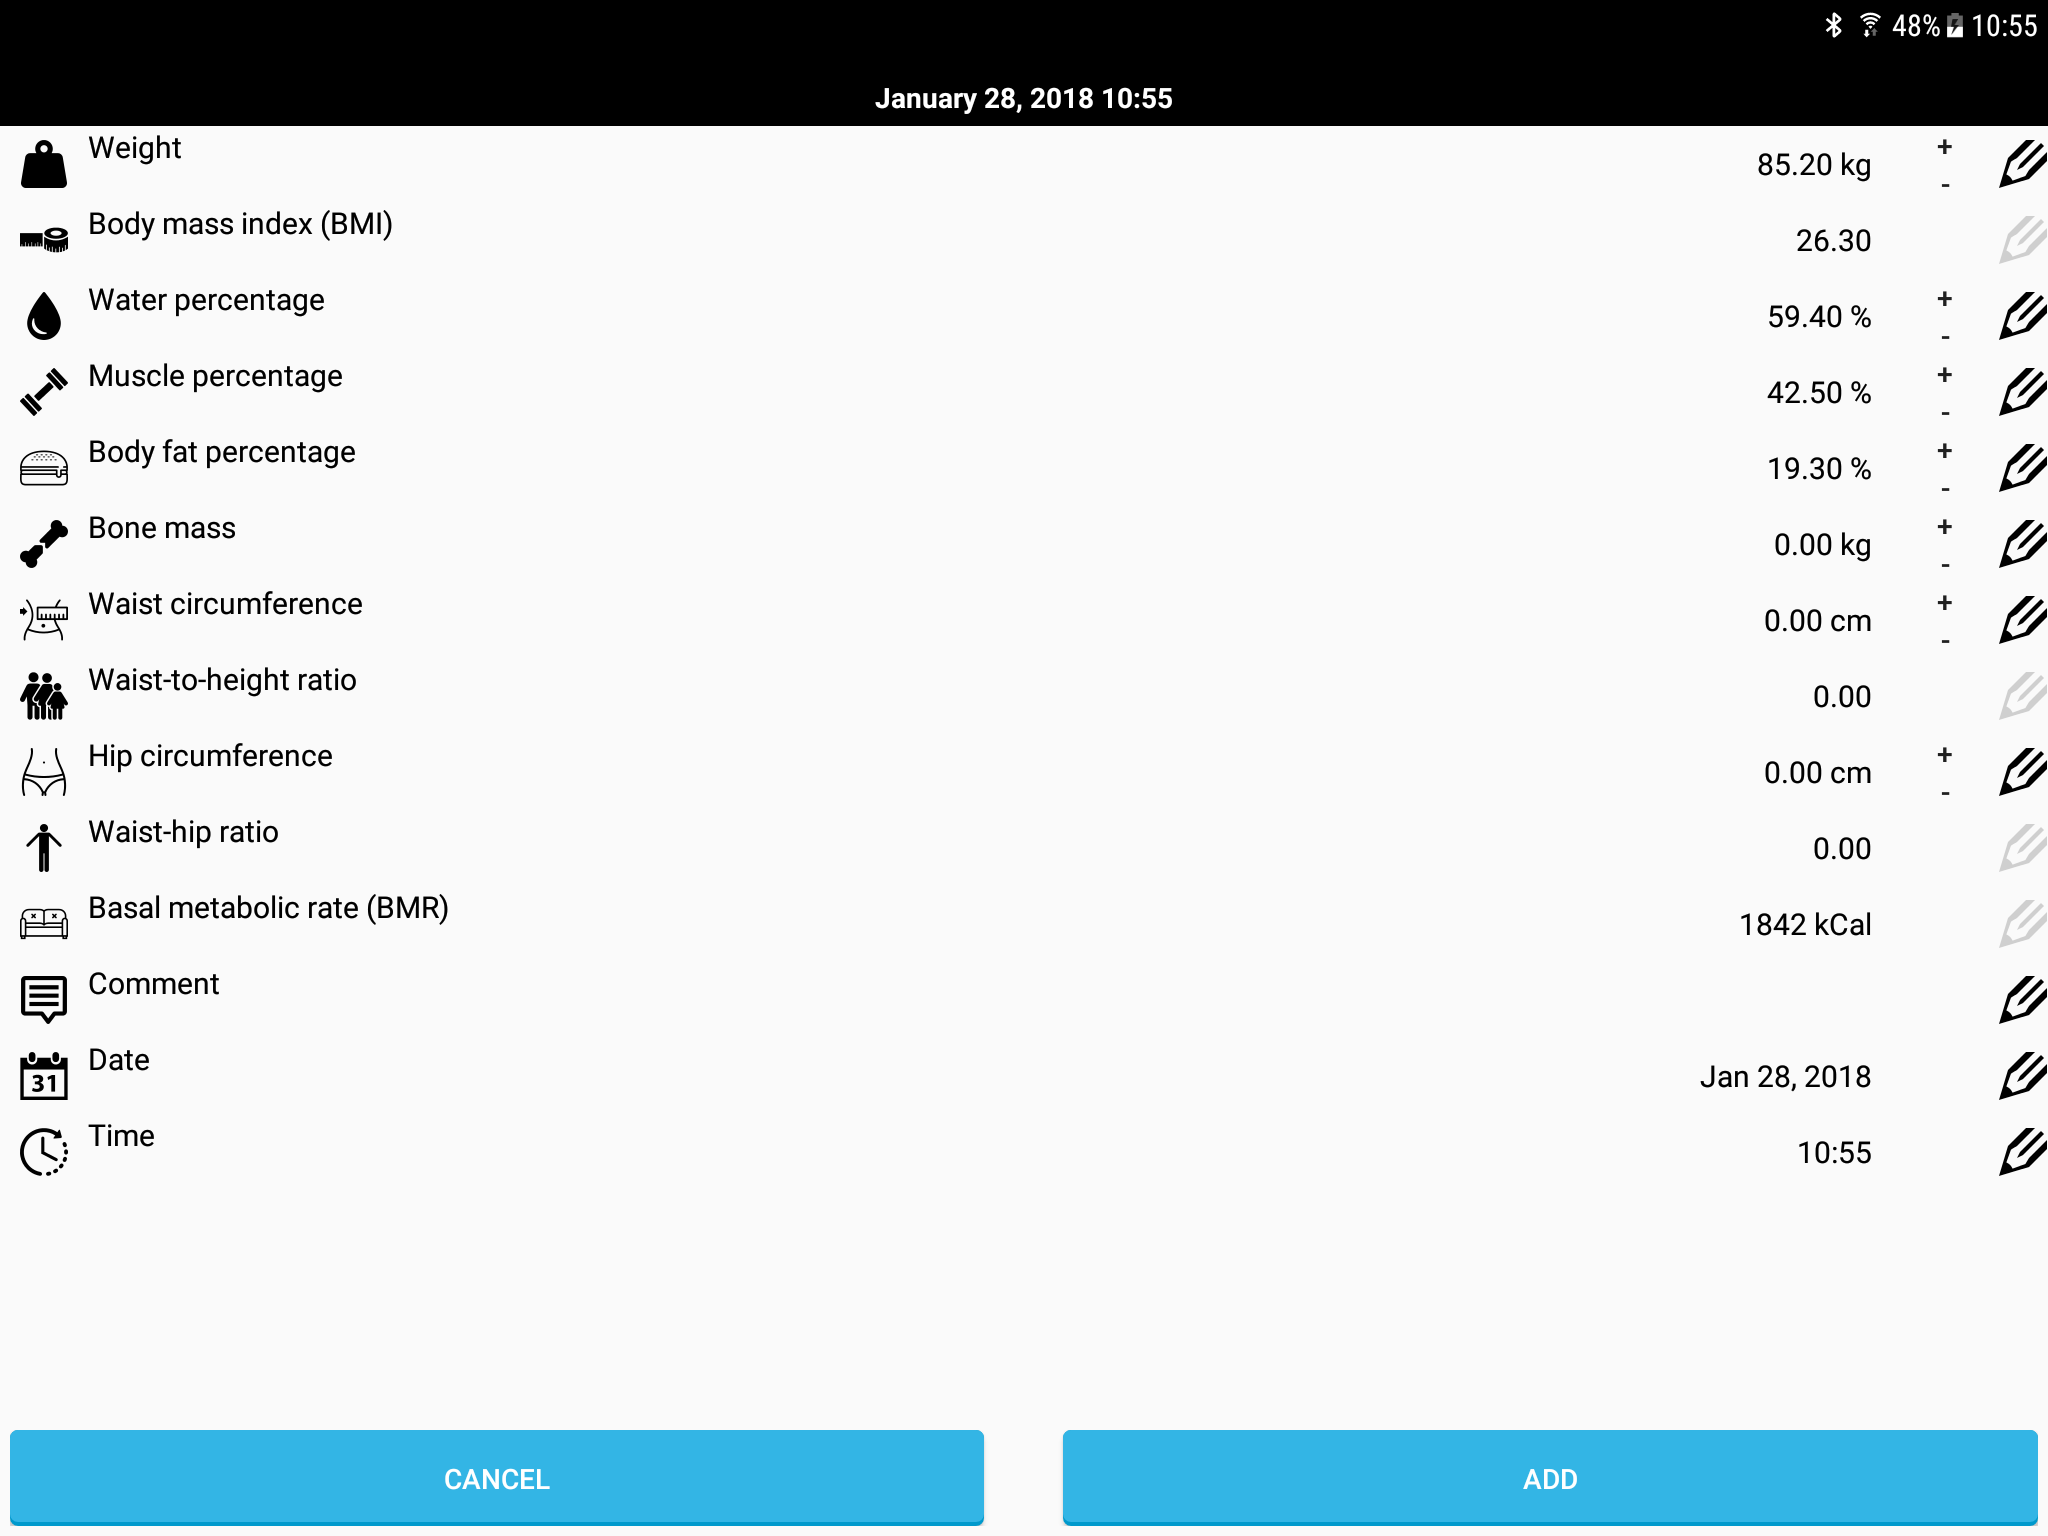 48% 10:55
January 28, 2018 10:55
Weight
85.20 kg
+
-
Body mass index (BMI)
26.30
Water percentage
59.40 %
+
-
Muscle percentage
42.50 %
+
-
Body fat percentage
19.30 %
+
-
Bone mass
0.00 kg
+
-
Waist circumference
0.00 cm
+
-
Waist-to-height ratio
0.00
Hip circumference
0.00 cm
+
-
Waist-hip ratio
0.00
Basal metabolic rate (BMR)
1842 kCal
Comment
31
Date
Jan 28, 2018
Time
10:55
CANCEL
ADD